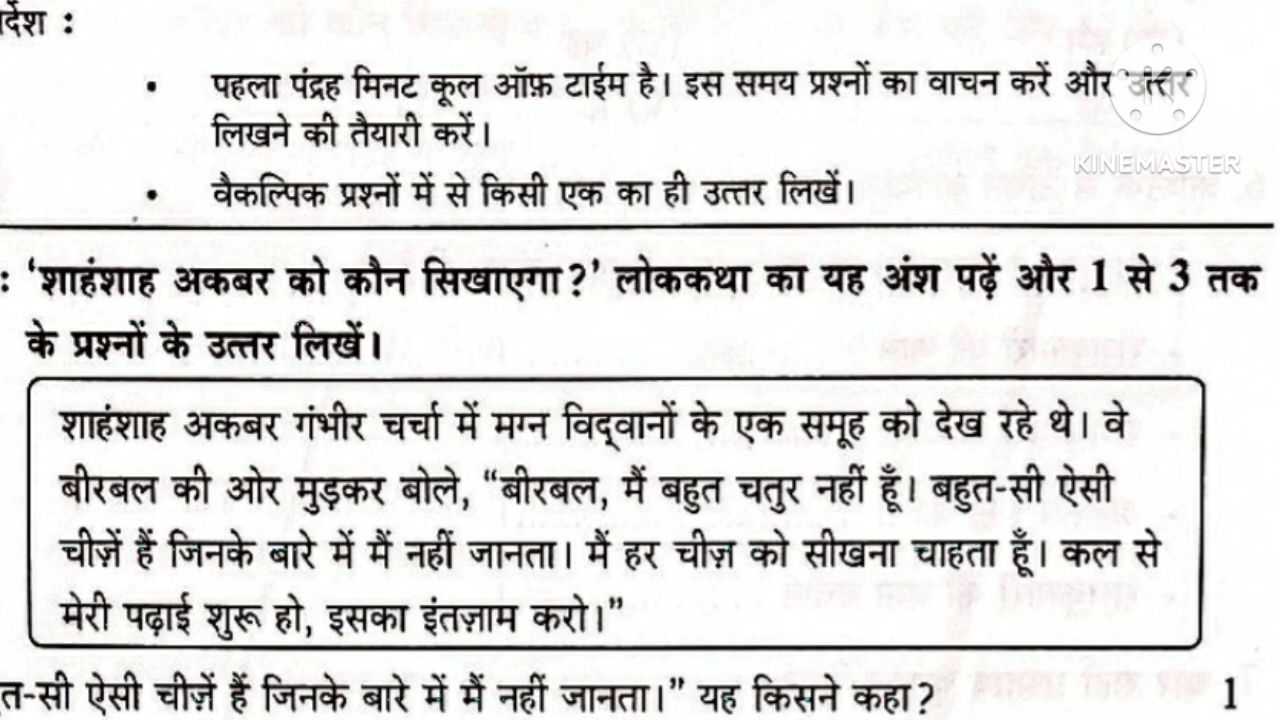 र्देश :
• पहला पंद्रह मिनट कूल ऑफ़ टाईम है। इस समय प्रश्नों का वाचन करें और उत्तर
लिखने की तैयारी करें।
• वैकल्पिक प्रश्नों में से किसी एक का ही उत्तर लिखें।
KINEMASTER
: ‘शाहंशाह अकबर को कौन सिखाएगा?’ लोककथा का यह अंश पढ़ें और 1 से 3 तक
के प्रश्नों के उत्तर लिखें।
शाहंशाह अकबर गंभीर चर्चा में मग्न विद्‌वानों के एक समूह को देख रहे थे। वे
बीरबल की ओर मुड़कर बोले, “बीरबल, मैं बहुत चतुर नहीं हूँ। बहुत-सी ऐसी
चीज़ें हैं जिनके बारे में मैं नहीं जानता। मैं हर चीज़ को सीखना चाहता हूँ। कल से
मेरी पढ़ाई शुरू हो, इसका इंतज़ाम करो।”
त-सी ऐसी चीज़ें हैं जिनके बारे में मैं नहीं जानता।” यह किसने कहा? 1